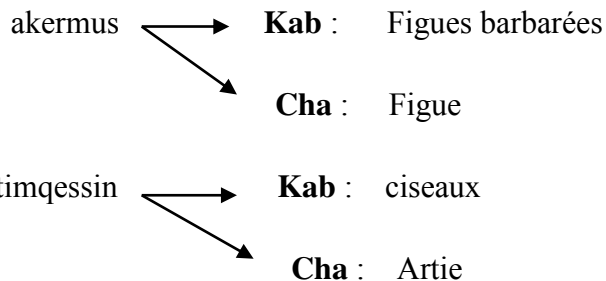 akermus Kab : Figues barbarées
Cha : Figue
timqessin Kab : ciseaux
Cha : Artie